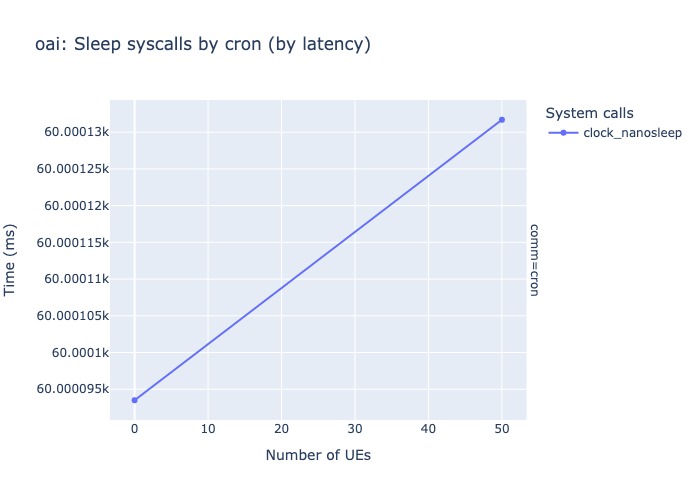 oai: Sleep syscalls by cron (by latency)
System calls
clock_nanosleep
60.00013k
60.000125k
60.00012k
60.000115k
60.00011k
60.000105k
60.0001k
60.000095k
Time (ms)
comm=cron
0 10 20 30 40 50
Number of UEs